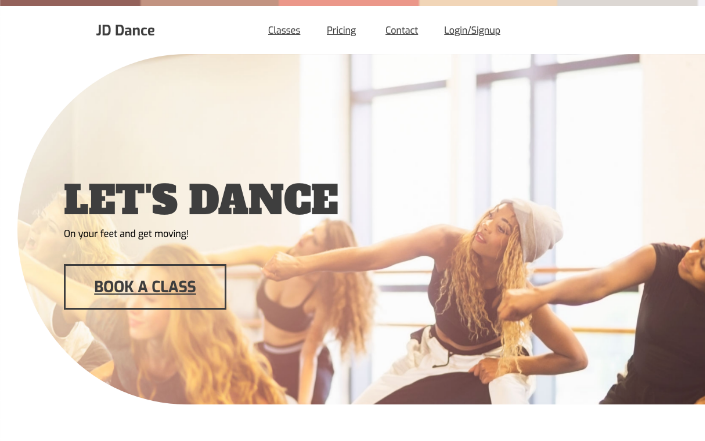 JD Dance
Classes Pricing Contact Login/Signup
LET'S DANCE
On your feet and get moving!
BOOK A CLASS